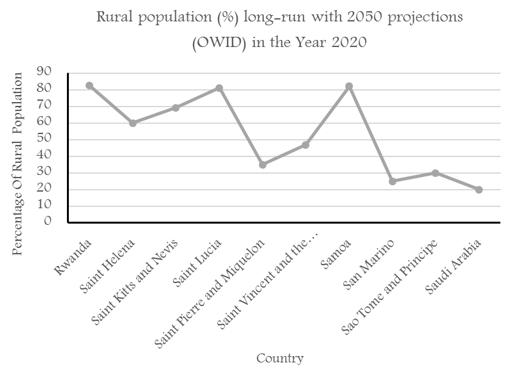 Rural population (%) long-run with 2050 projections
(OWID) in the Year 2020
Percentage Of Rural Population
90
80
70
60
50
40
30
20
10
0
Rwanda
Saint Helena
Saint Kitts and Nevis
Saint Lucia
Saint Pierre and Miquelon
Saint Vincent and the…
Samoa
San Marino
Sao Tome and Principe
Saudi Arabia
Country